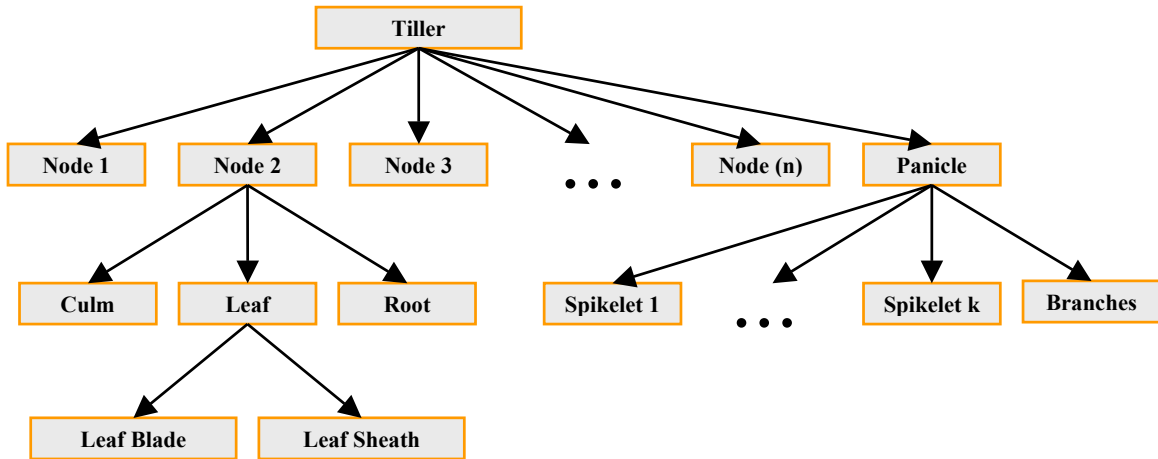 Tiller
Node 1
Node 2
Node 3
...
Node (n)
Panicle
Culm
Leaf
Root
Spikelet 1
...
Spikelet k
Branches
Leaf Blade
Leaf Sheath